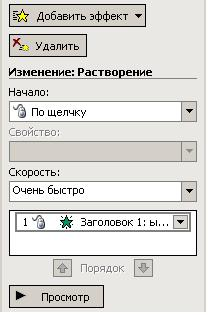 Добавить эффект
Удалить
Изменение: Растворение
Начало:
По щелчку
Свойство:
Скорость:
Очень быстро
1 Заголовок 1: ы...
Порядок
Просмотр